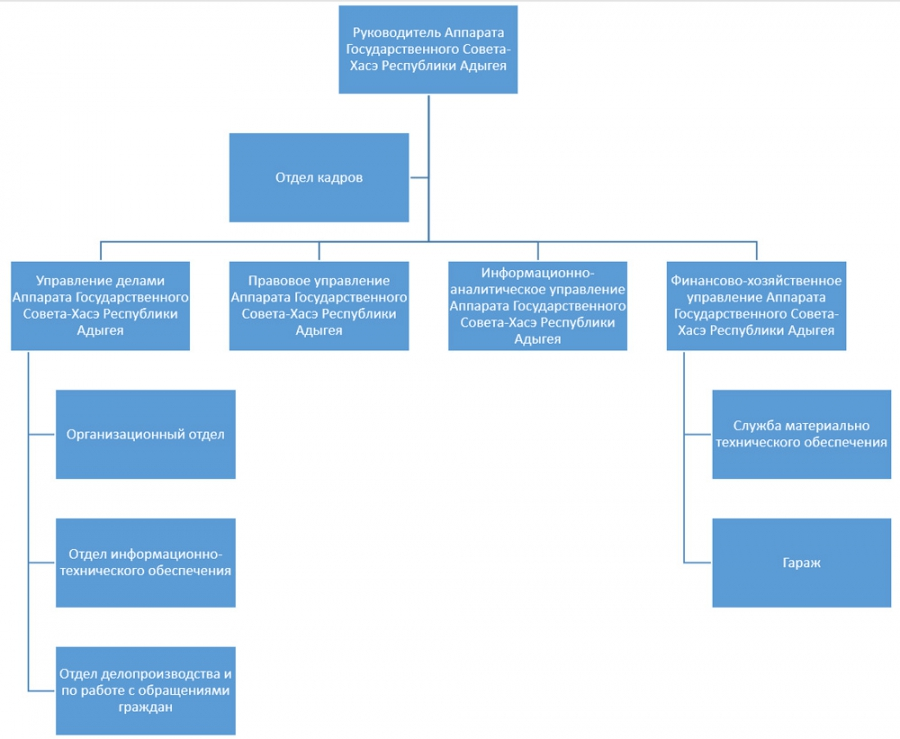 Руководитель Аппарата
Государственного Совета-
Хасэ Республики Адыгея
Отдел кадров
Управление делами
Аппарата Государственного
Совета-Хасэ Республики
Адыгея
Правовое управление
Аппарата Государственного
Совета-Хасэ Республики
Адыгея
Информационно-
аналитическое управление
Аппарата Государственного
Совета-Хасэ Республики
Адыгея
Финансово-хозяйственное
управление Аппарата
Государственного Совета-
Хасэ Республики Адыгея
Организационный отдел
Отдел информационно-
технического обеспечения
Отдел делопроизводства и
по работе с обращениями
граждан
Служба материально
технического обеспечения
Гараж